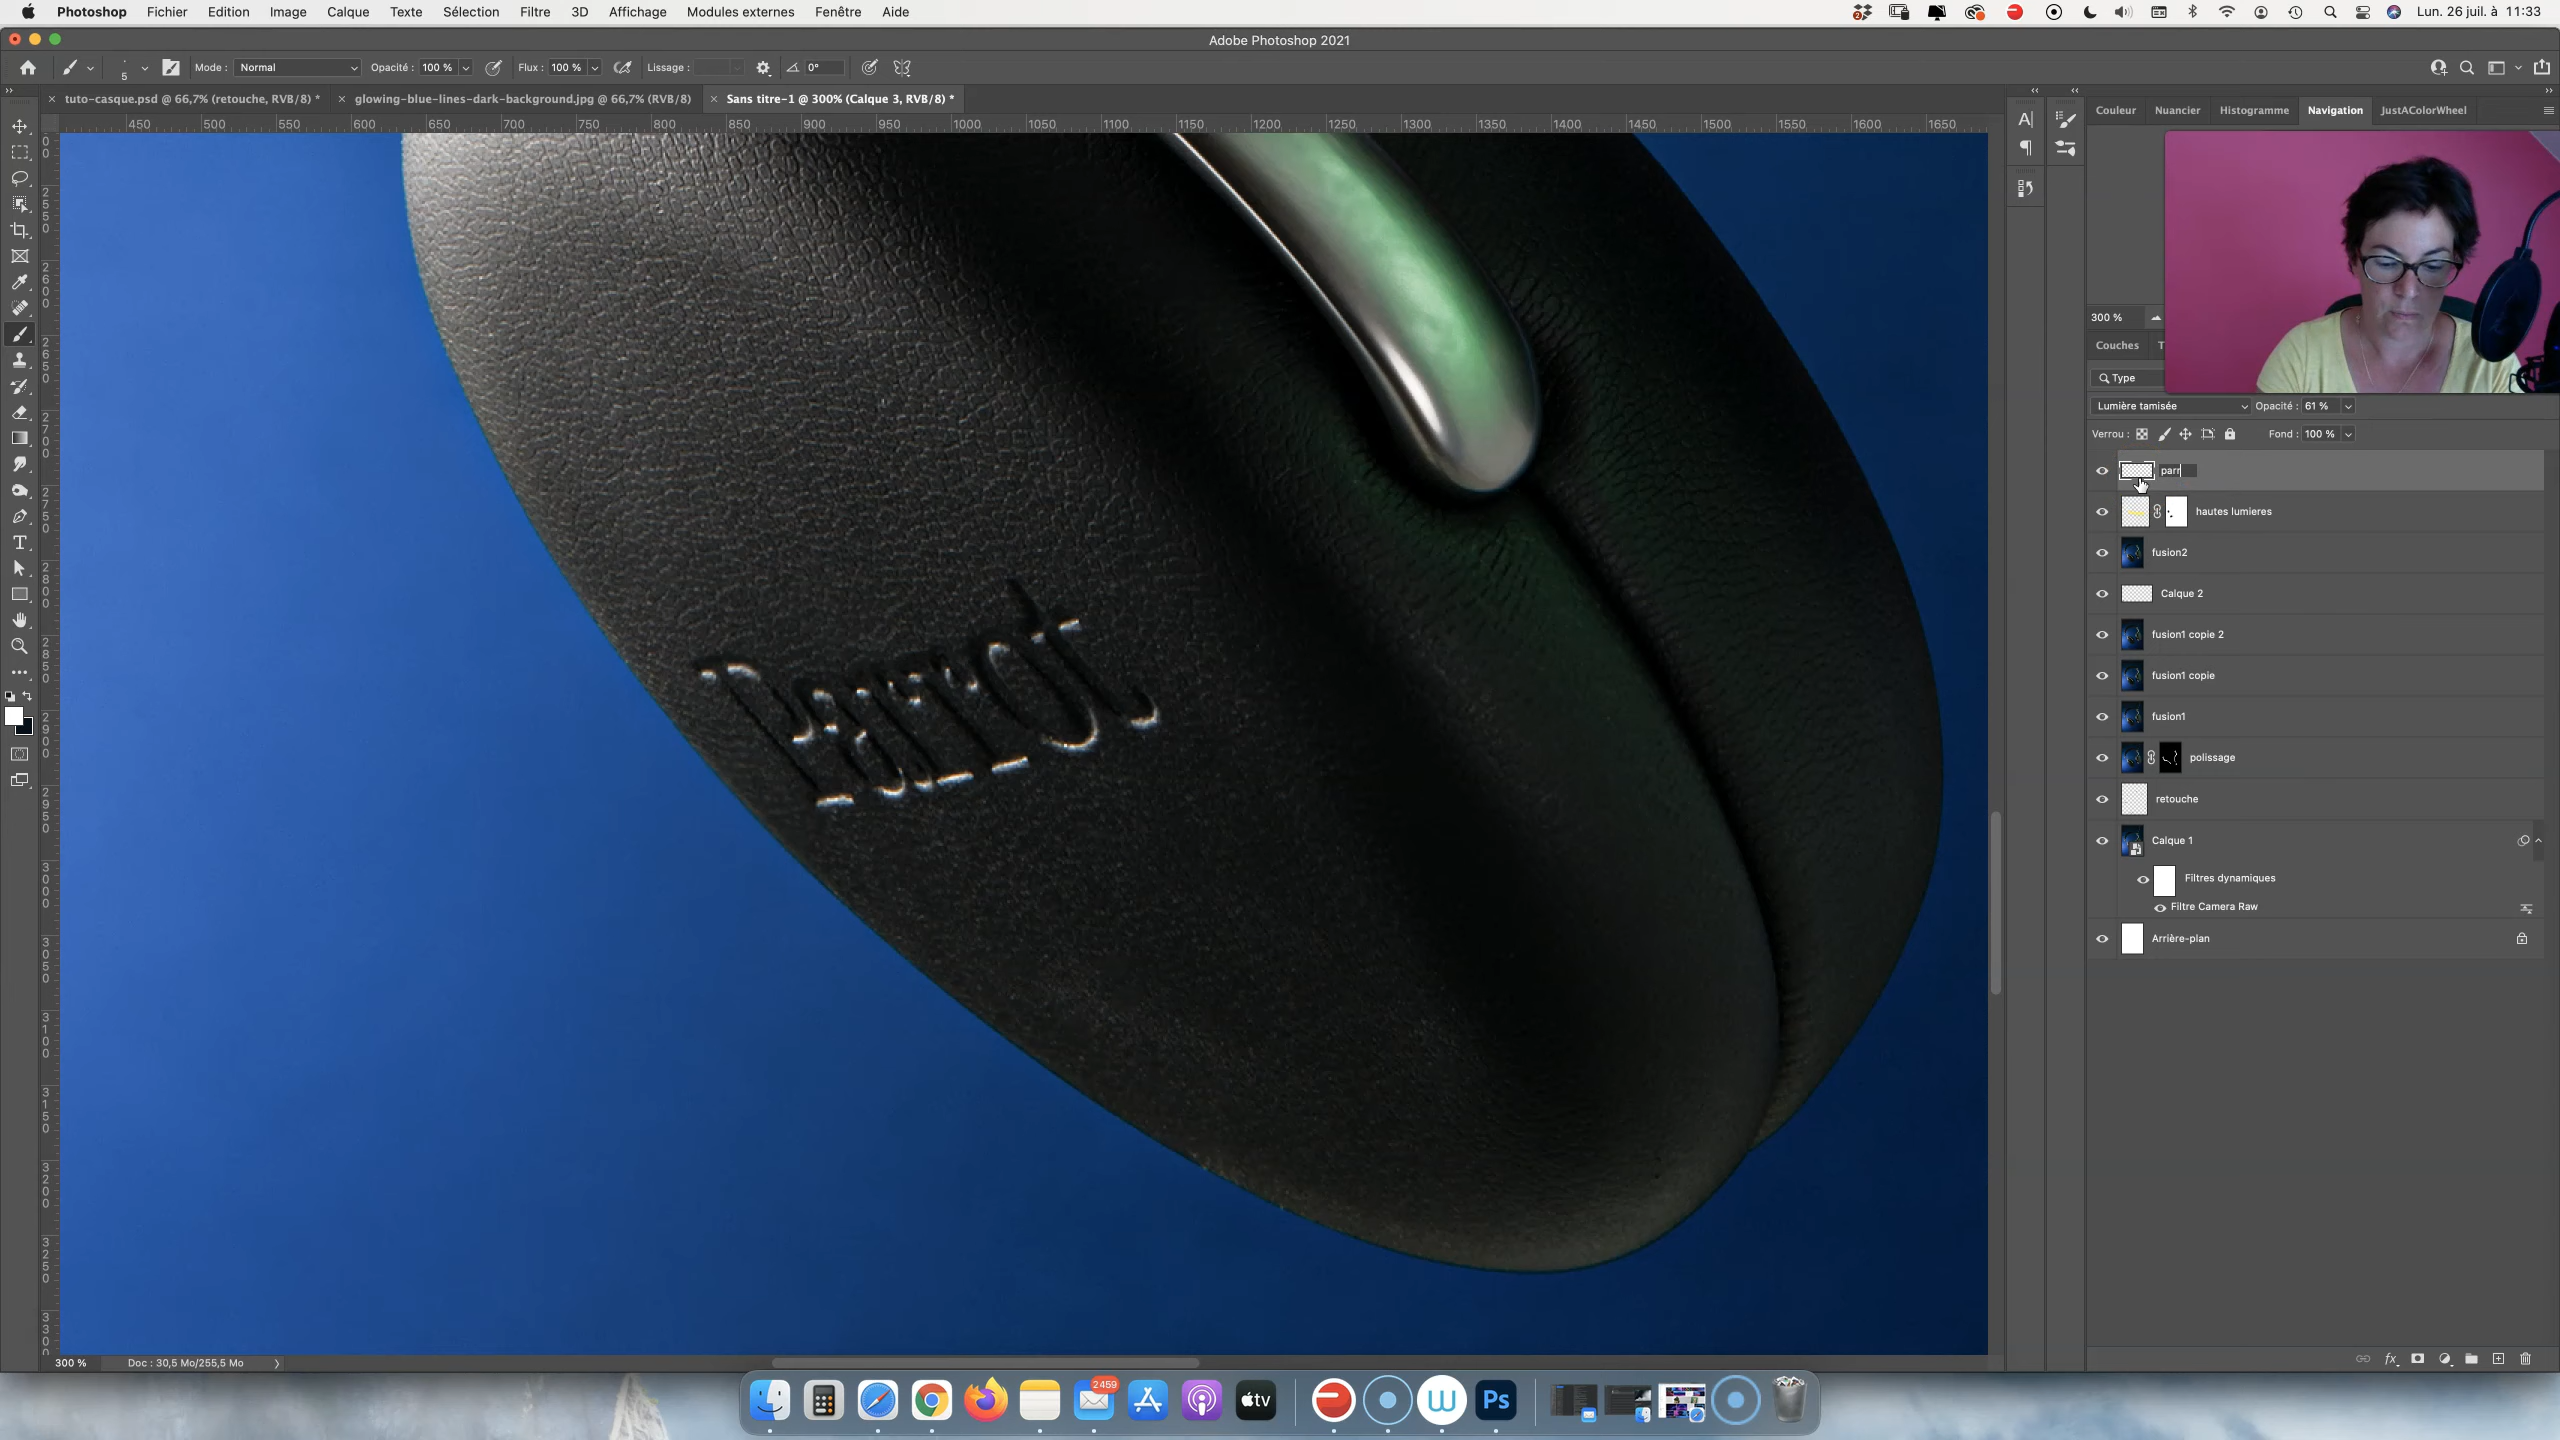 Photoshop Fichier Edition Image Calque Texte Sélection Filtre 3D Affichage Modules externes Fenêtre Aide
2 Lun. 26 juil. à 11:33
Adobe Photoshop 2021
5 Mode : Normal Opacité : 100 % Flux : 100 % Lissage : 0°
tuto-casque.psd @ 66,7% (retouche, RVB/8) * glowing-blue-lines-dark-background.jpg @ 66,7% (RVB/8) Sans titre-1 @ 300% (Calque 3, RVB/8) *
450 500 550 600 650 700 750 800 850 900 950 1000 1050 1100 1150 1200 1250 1300 1350 1400 1450 1500 1550 1600 1650
Couleur Nuancier Histogramme Navigation JustAColorWheel
300 %
Couches T
Type
Lumière tamisée Opacité : 61 %
Verrou : Fond : 100 %
parr
hautes lumieres
fusion2
Calque 2
fusion1 copie 2
fusion1 copie
fusion1
polissage
retouche
Calque 1
Filtres dynamiques
Filtre Camera Raw
Arrière-plan
Parrot
300 % Doc : 30,5 Mo/255,5 Mo
fx
2459
tv
W
Ps